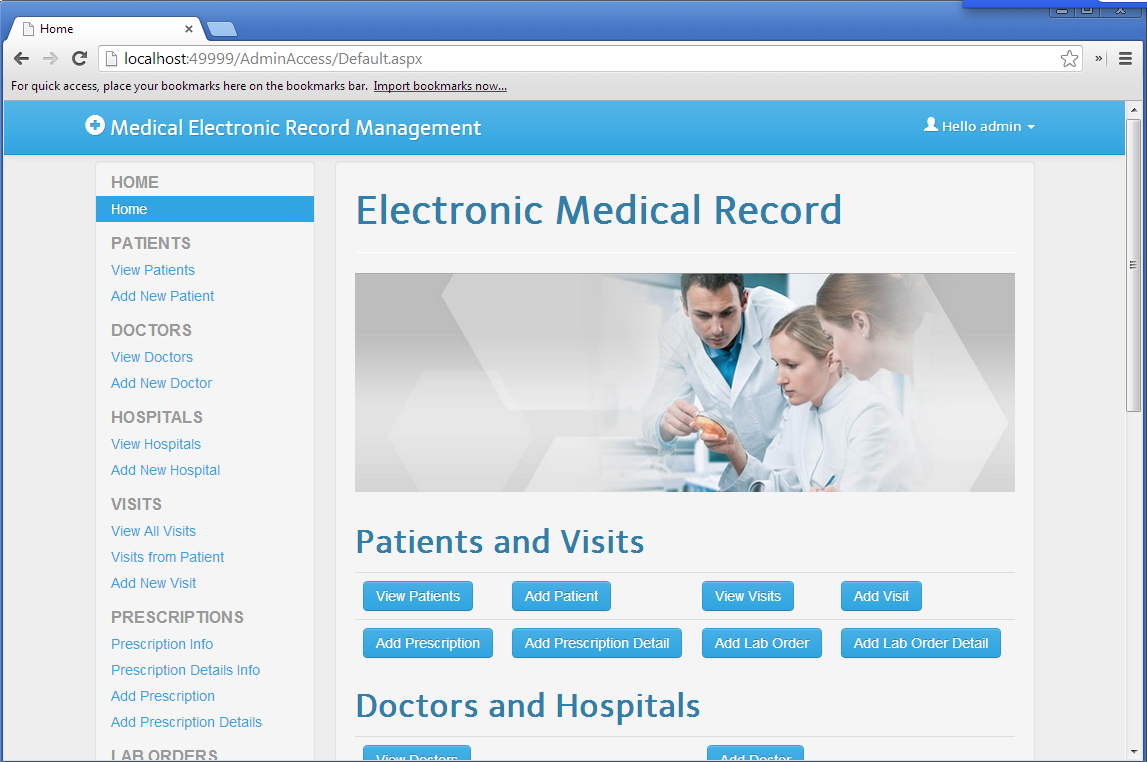 Home
localhost:49999/AdminAccess/Default.aspx
For quick access, place your bookmarks here on the bookmarks bar. Import bookmarks now...
Medical Electronic Record Management
Hello admin
HOME
Home
PATIENTS
View Patients
Add New Patient
DOCTORS
View Doctors
Add New Doctor
HOSPITALS
View Hospitals
Add New Hospital
VISITS
View All Visits
Visits from Patient
Add New Visit
PRESCRIPTIONS
Prescription Info
Prescription Details Info
Add Prescription
Add Prescription Details
LAB ORDERS
Electronic Medical Record
Patients and Visits
View Patients Add Patient View Visits Add Visit
Add Prescription Add Prescription Detail Add Lab Order Add Lab Order Detail
Doctors and Hospitals
View Doctors Add Doctor